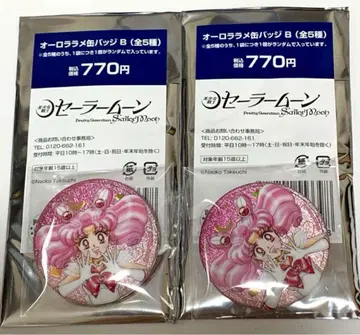 オーロララメ缶バッジ B（全5種）
※全5種のうち、1袋につき1個がランダムで入っています。
税込価格 770円
美少女戦士
セーラームーン
Pretty Guardian
Sailor Moon
＜商品お問い合わせ事務局＞
TEL: 0120-662-161
受付時間：平日10時～17時（土・日・祝日・年末年始を除く）
対象年齢15歳以上
©Naoko Takeuchi
オーロララメ缶バッジ B（全5種）
※全5種のうち、1袋につき1個がランダムで入っています。
税込価格 770円
美少女戦士
セーラームーン
Pretty Guardian
Sailor Moon
＜商品お問い合わせ事務局＞
TEL: 0120-662-161
受付時間：平日10時～17時（土・日・祝日・年末年始を除く）
対象年齢15歳以上
©Naoko Takeuchi